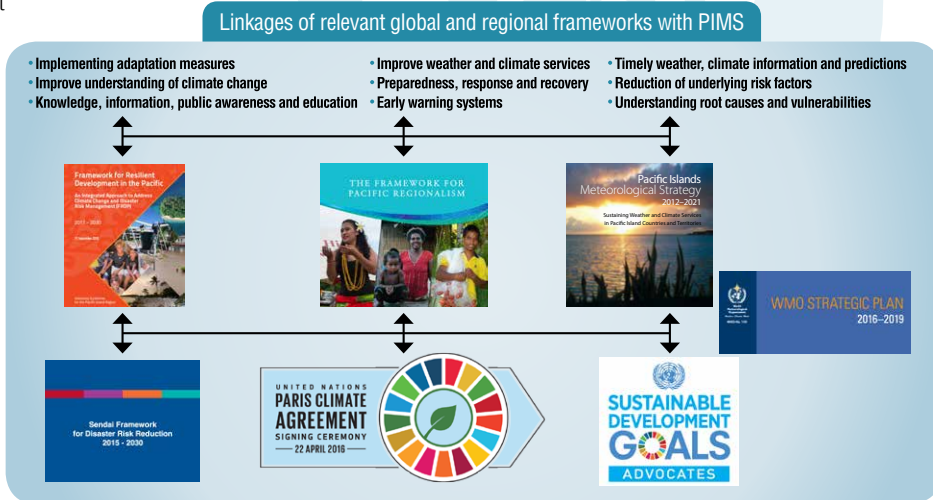 Linkages of relevant global and regional frameworks with PIMS
• Implementing adaptation measures
• Improve understanding of climate change
• Knowledge, information, public awareness and education
• Improve weather and climate services
• Preparedness, response and recovery
• Early warning systems
• Timely weather, climate information and predictions
• Reduction of underlying risk factors
• Understanding root causes and vulnerabilities
Framework for Resilient
Development in the Pacific
An Integrated Approach to Address
Climate Change and Disaster
Risk Management (FRDP)
THE FRAMEWORK FOR
PACIFIC REGIONALISM
Pacific Islands
Meteorological Strategy
2012–2021
Sustaining Weather and Climate Services
in Pacific Island Countries and Territories
WMO STRATEGIC PLAN
2016–2019
Sendai Framework
for Disaster Risk Reduction
2015 - 2030
UNITED NATIONS
PARIS CLIMATE
AGREEMENT
SIGNING CEREMONY
22 APRIL 2016
SUSTAINABLE
DEVELOPMENT
GOALS
ADVOCATES